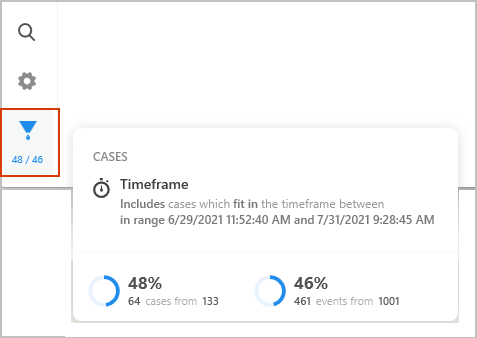 48 / 46
CASES
Timeframe
Includes cases which fit in the timeframe between
in range 6/29/2021 11:52:40 AM and 7/31/2021 9:28:45 AM
48%
64 cases from 133
46%
461 events from 1001